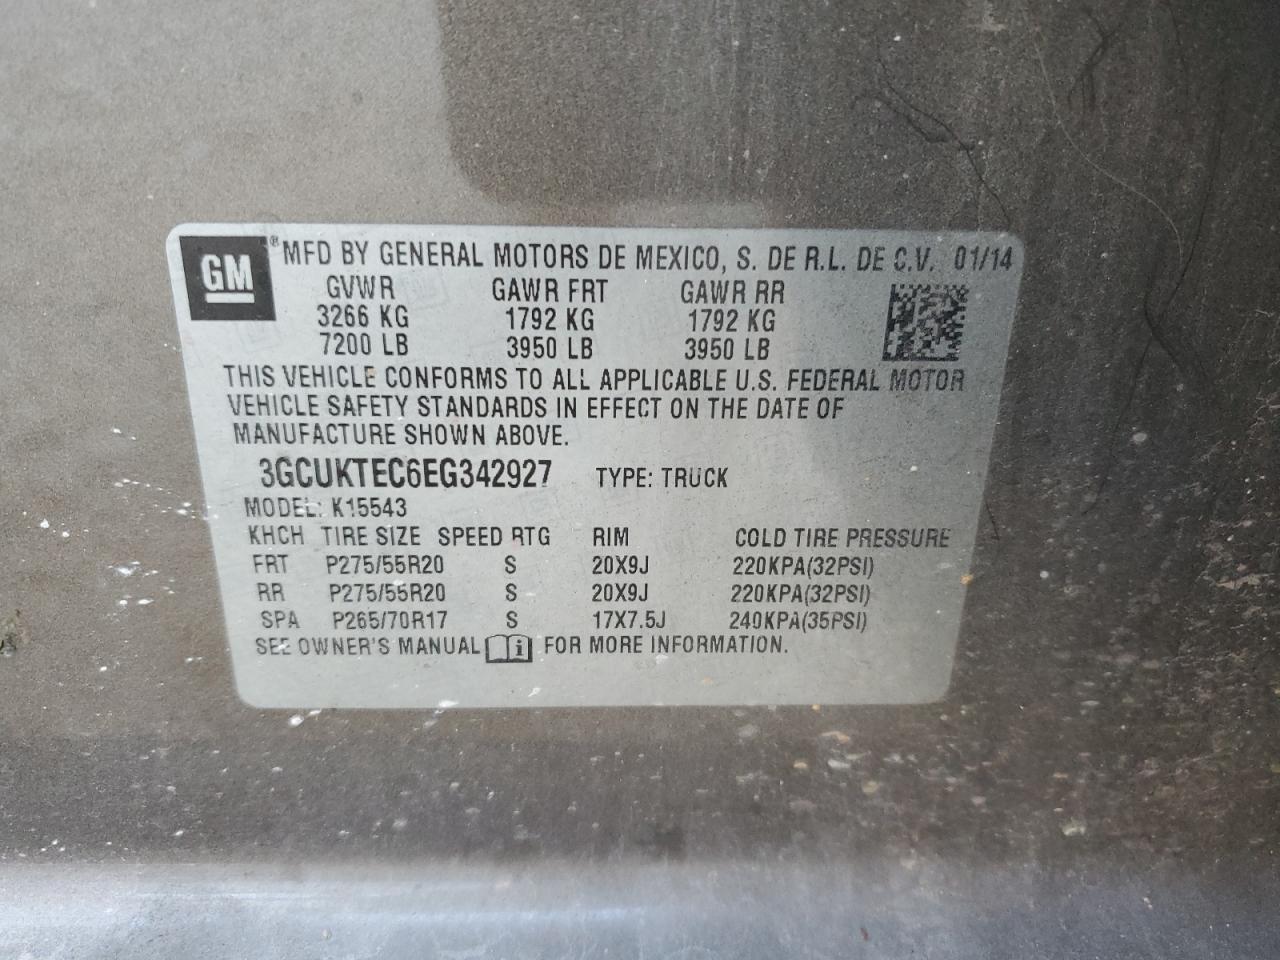 GM ® MFD BY GENERAL MOTORS DE MEXICO, S. DE R.L. DE C.V. 01/14
GVWR GAWR FRT GAWR RR
3266 KG 1792 KG 1792 KG
7200 LB 3950 LB 3950 LB
THIS VEHICLE CONFORMS TO ALL APPLICABLE U.S. FEDERAL MOTOR
VEHICLE SAFETY STANDARDS IN EFFECT ON THE DATE OF
MANUFACTURE SHOWN ABOVE.
3GCUKTEC6EG342927 TYPE: TRUCK
MODEL: K15543
KHCH TIRE SIZE SPEED RTG RIM COLD TIRE PRESSURE
FRT P275/55R20 S 20X9J 220KPA(32PSI)
RR P275/55R20 S 20X9J 220KPA(32PSI)
SPA P265/70R17 S 17X7.5J 240KPA(35PSI)
SEE OWNER'S MANUAL i FOR MORE INFORMATION.